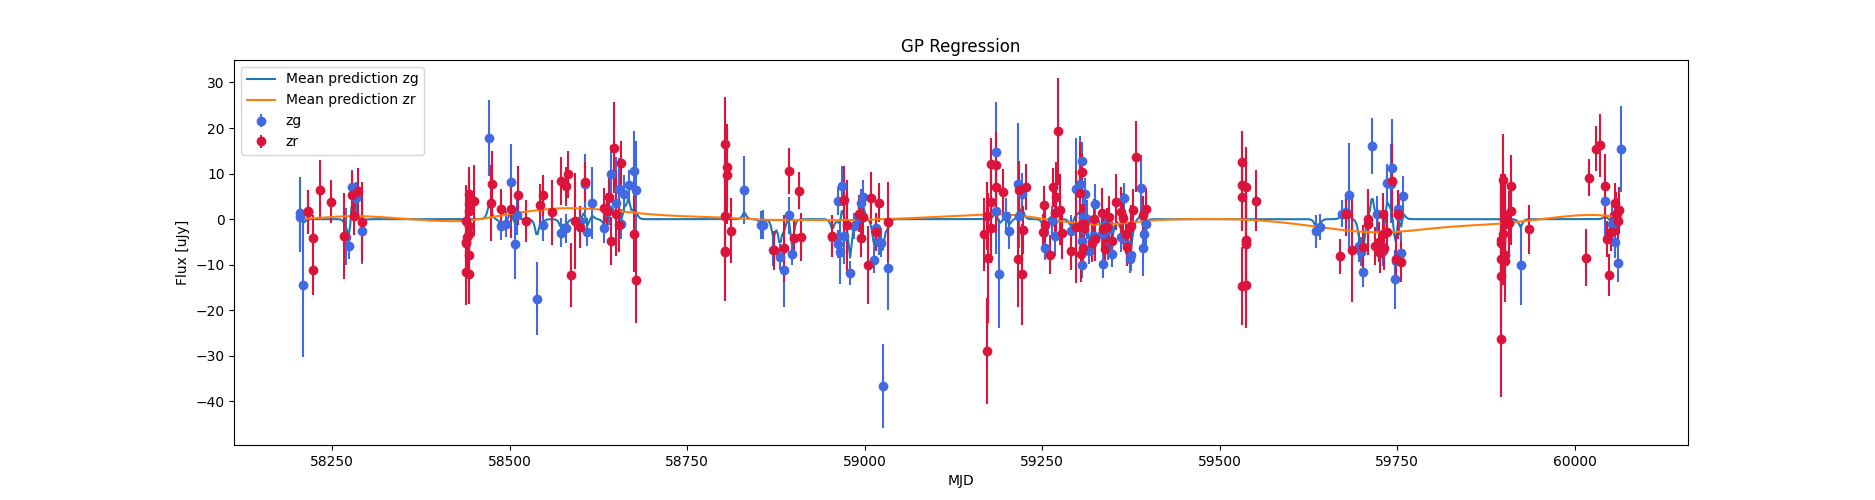 GP Regression
Mean prediction zg
Mean prediction zr
zg
zr
Flux [uJy]
30
20
10
0
−10
−20
−30
−40
58250 58500 58750 59000 59250 59500 59750 60000
MJD